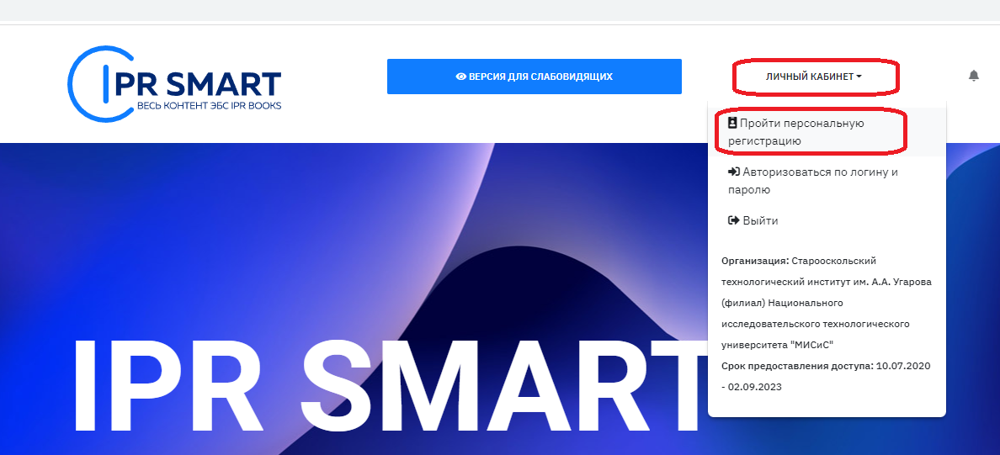 IPR SMART
ВЕСЬ КОНТЕНТ ЭБС IPR BOOKS
ВЕРСИЯ ДЛЯ СЛАБОВИДЯЩИХ
ЛИЧНЫЙ КАБИНЕТ
Пройти персональную
регистрацию
Авторизоваться по логину и
паролю
Выйти
Организация: Старооскольский
технологический институт им. А.А. Угарова
(филиал) Национального
исследовательского технологического
университета "МИСиС"
Срок предоставления доступа: 10.07.2020
- 02.09.2023
IPR SMART